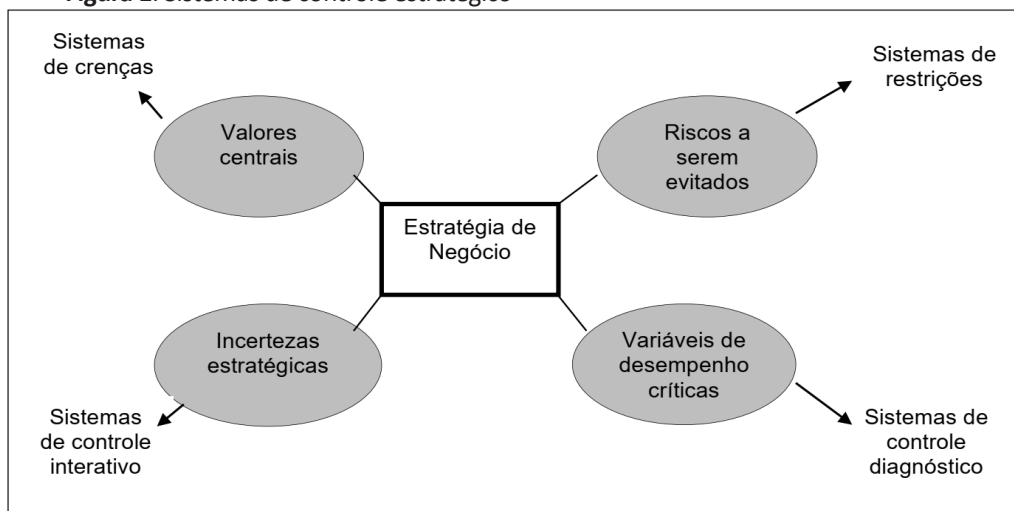 Sistemas
de crenças
Valores
centrais
Sistemas de
restrições
Riscos a
serem
evitados
Estratégia de
Negócio
Incertezas
estratégicas
Sistemas
de controle
interativo
Variáveis de
desempenho
críticas
Sistemas de
controle
diagnóstico